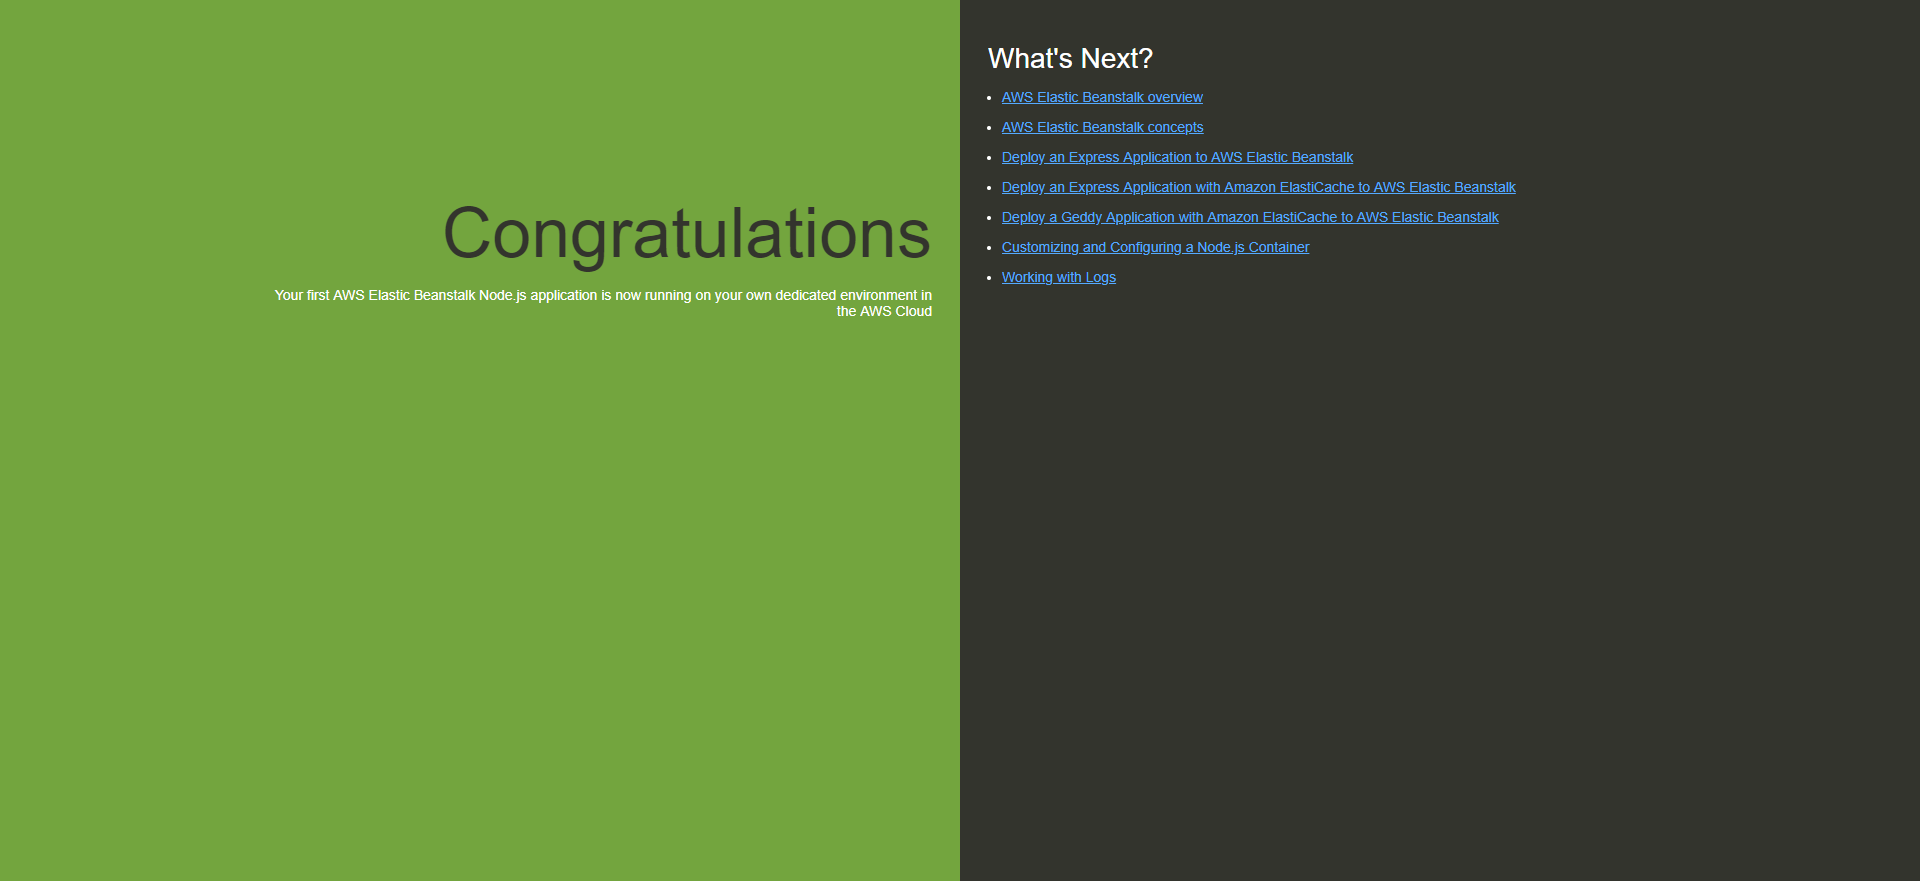 Congratulations
Your first AWS Elastic Beanstalk Node.js application is now running on your own dedicated environment in
the AWS Cloud
What's Next?
AWS Elastic Beanstalk overview
AWS Elastic Beanstalk concepts
Deploy an Express Application to AWS Elastic Beanstalk
Deploy an Express Application with Amazon ElastiCache to AWS Elastic Beanstalk
Deploy a Geddy Application with Amazon ElastiCache to AWS Elastic Beanstalk
Customizing and Configuring a Node.js Container
Working with Logs